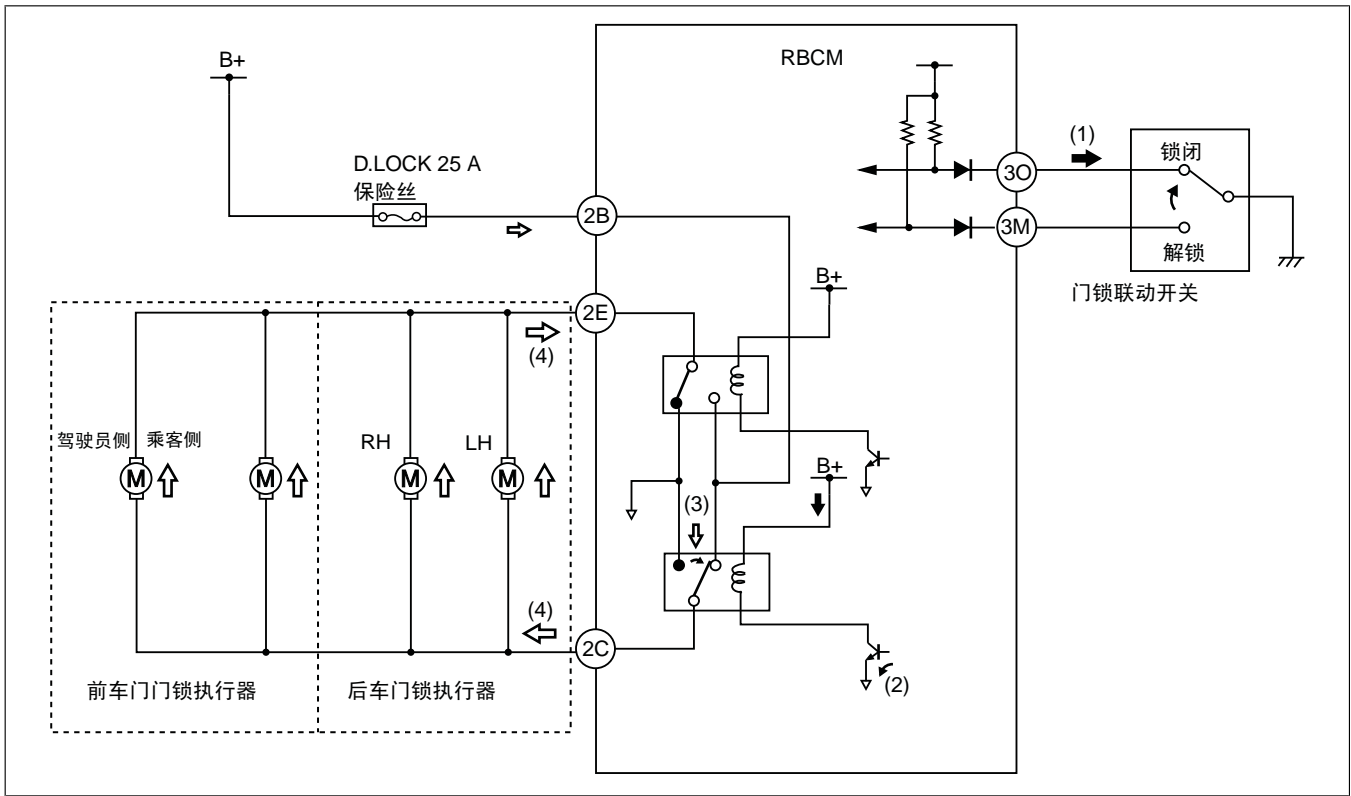 RBCM
B+
D.LOCK 25 A
保险丝
(1)
锁闭
3O
2B
3M
解锁
门锁联动开关
B+
2E
(4)
驾驶员侧
乘客侧
RH
LH
M
M
M
M
B+
(3)
(4)
2C
(2)
前车门门锁执行器
后车门锁执行器